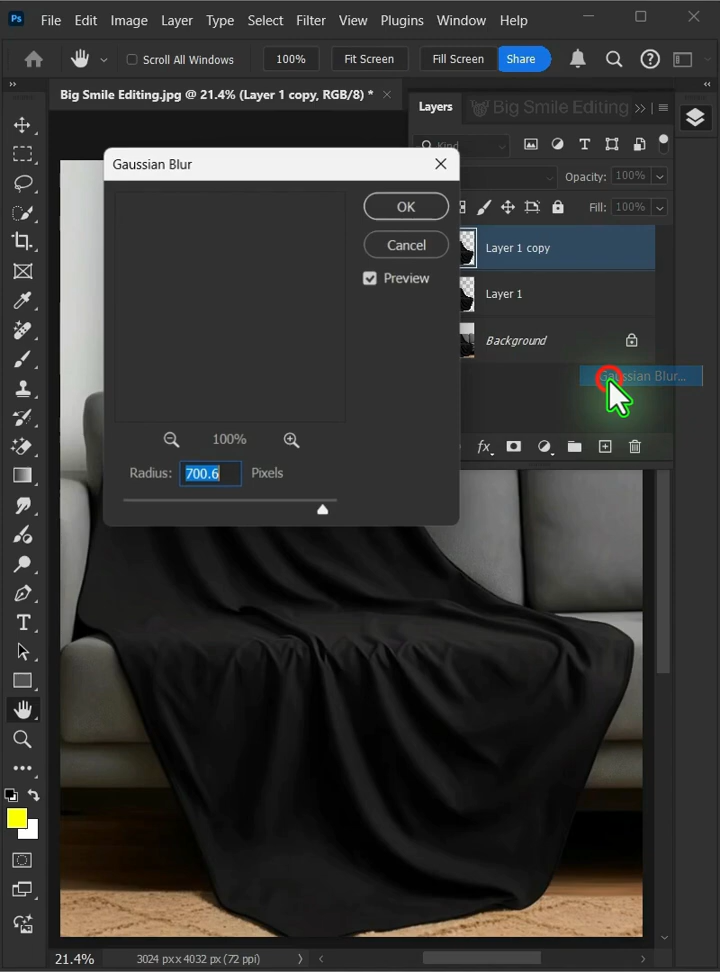 Ps File Edit Image Layer Type Select Filter View Plugins Window Help
Scroll All Windows 100% Fit Screen Fill Screen Share
Big Smile Editing.jpg @ 21.4% (Layer 1 copy, RGB/8) *
Layers Big Smile Editing
Kind
Opacity: 100%
Fill: 100%
Gaussian Blur
OK
Cancel
Preview
100%
Radius: 700.6 Pixels
Layer 1 copy
Layer 1
Background
Gaussian Blur...
fx
21.4% 3024 px x 4032 px (72 ppi)